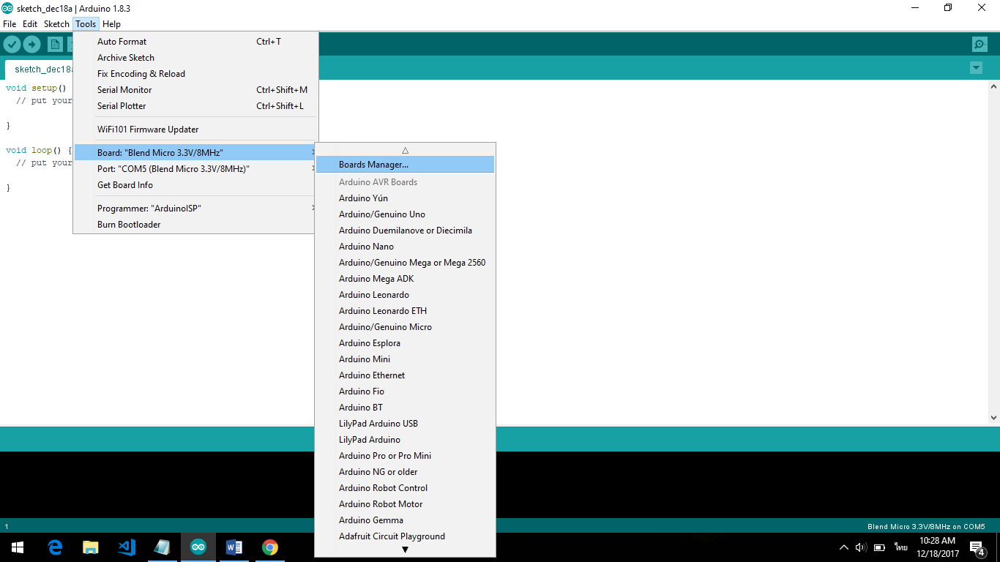 sketch_dec18a | Arduino 1.8.3
File Edit Sketch Tools Help
Auto Format Ctrl+T
Archive Sketch
Fix Encoding & Reload
Serial Monitor Ctrl+Shift+M
Serial Plotter Ctrl+Shift+L
WiFi101 Firmware Updater
Board: "Blend Micro 3.3V/8MHz"
Port: "COM5 (Blend Micro 3.3V/8MHz)"
Get Board Info
Programmer: "ArduinoISP"
Burn Bootloader
sketch_dec18a
void setup()
// put your
}
void loop() {
// put your
}
Boards Manager...
Arduino AVR Boards
Arduino Yún
Arduino/Genuino Uno
Arduino Duemilanove or Diecimila
Arduino Nano
Arduino/Genuino Mega or Mega 2560
Arduino Mega ADK
Arduino Leonardo
Arduino Leonardo ETH
Arduino/Genuino Micro
Arduino Esplora
Arduino Mini
Arduino Ethernet
Arduino Fio
Arduino BT
LilyPad Arduino USB
LilyPad Arduino
Arduino Pro or Pro Mini
Arduino NG or older
Arduino Robot Control
Arduino Robot Motor
Arduino Gemma
Adafruit Circuit Playground
1 Blend Micro 3.3V/8MHz on COM5
ไทย
10:28 AM
12/18/2017
4